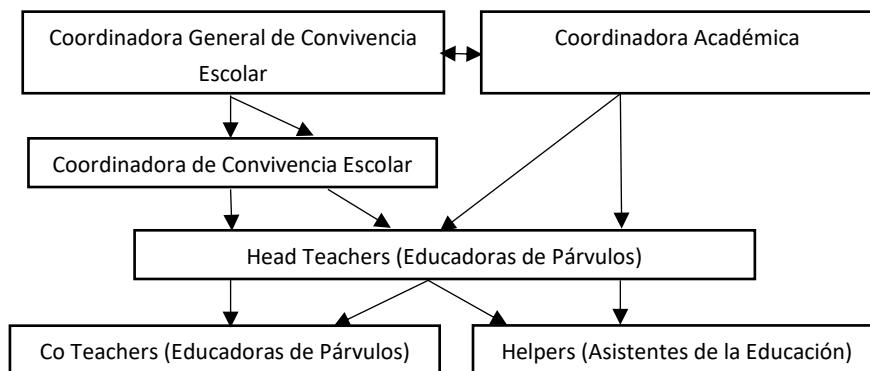 Coordinadora General de Convivencia
Escolar
Coordinadora Académica
Coordinadora de Convivencia Escolar
Head Teachers (Educadoras de Párvulos)
Co Teachers (Educadoras de Párvulos)
Helpers (Asistentes de la Educación)